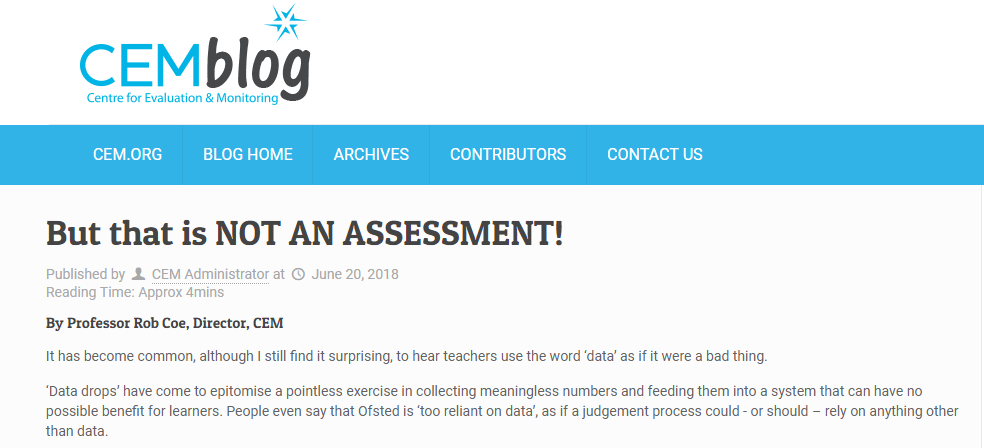 CEMblog
Centre for Evaluation & Monitoring
CEM.ORG BLOG HOME ARCHIVES CONTRIBUTORS CONTACT US
But that is NOT AN ASSESSMENT!
Published by CEM Administrator at June 20, 2018
Reading Time: Approx 4mins
By Professor Rob Coe, Director, CEM
It has become common, although I still find it surprising, to hear teachers use the word ‘data’ as if it were a bad thing.
‘Data drops’ have come to epitomise a pointless exercise in collecting meaningless numbers and feeding them into a system that can have no
possible benefit for learners. People even say that Ofsted is ‘too reliant on data’, as if a judgement process could - or should – rely on anything other
than data.